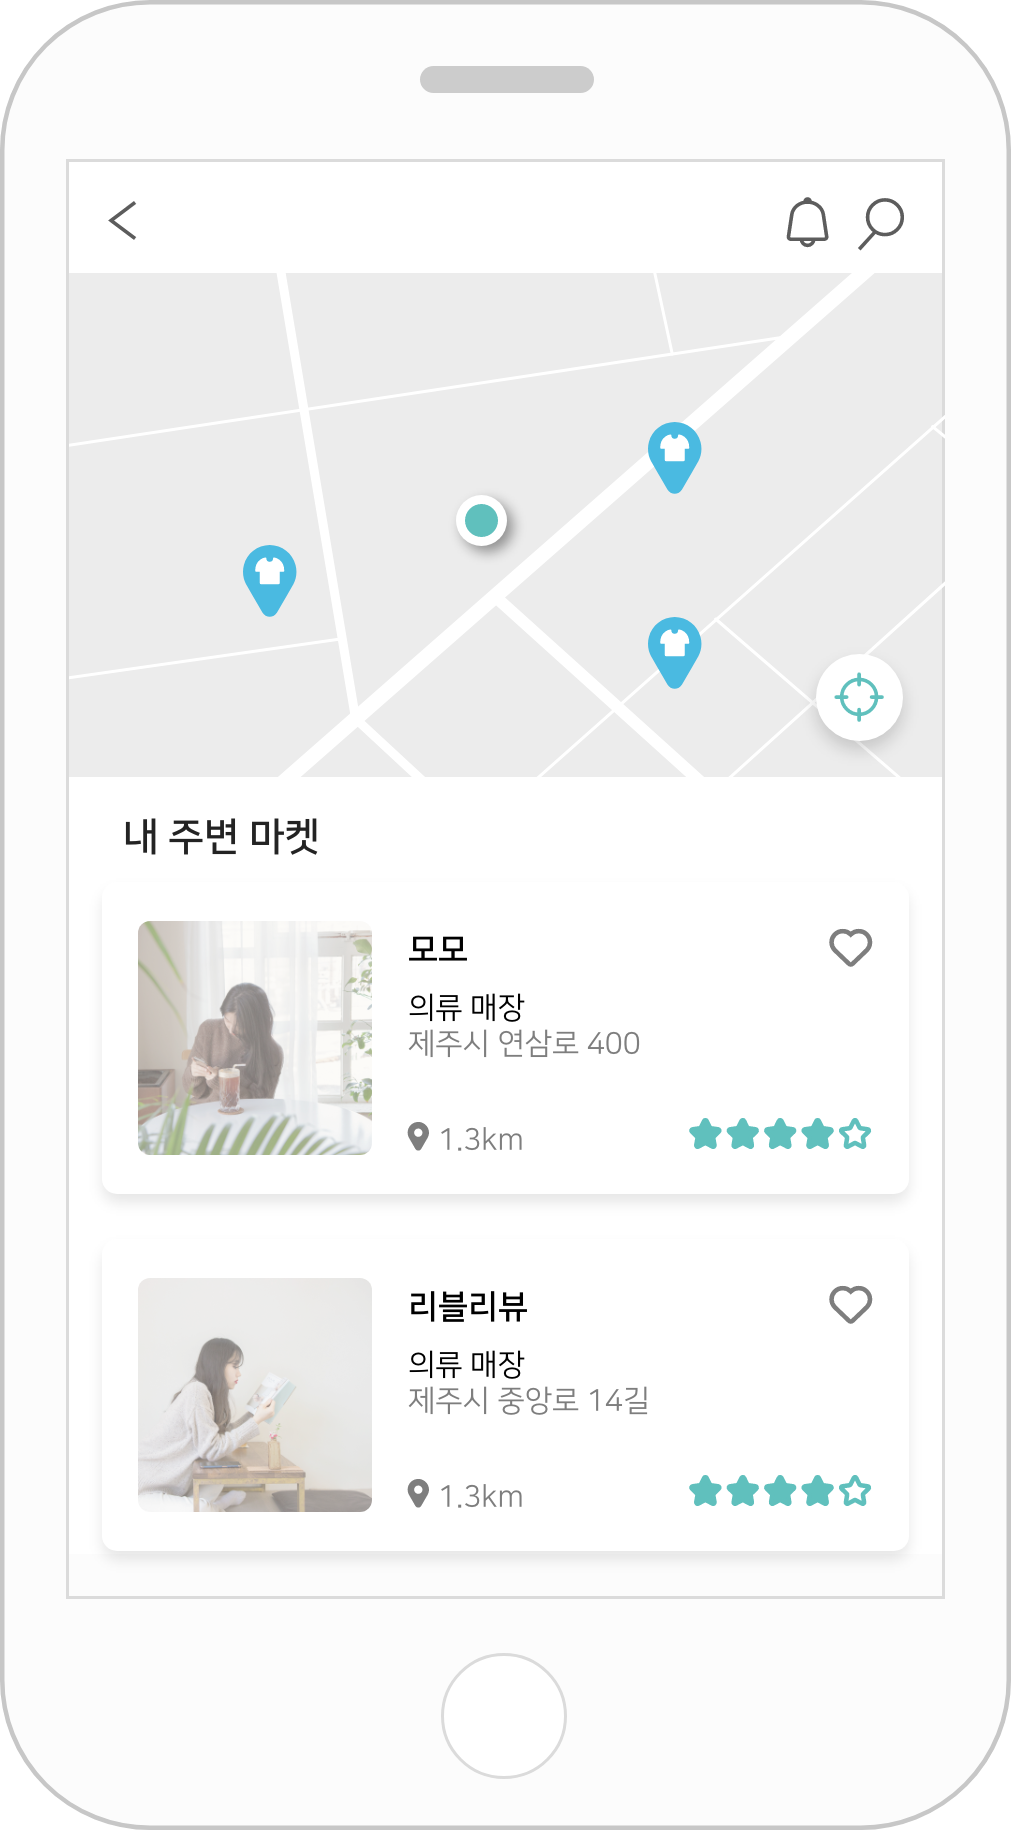 내 주변 마켓
모모
의류 매장
제주시 연삼로 400
1.3km
리블리뷰
의류 매장
제주시 중앙로 14길
1.3km